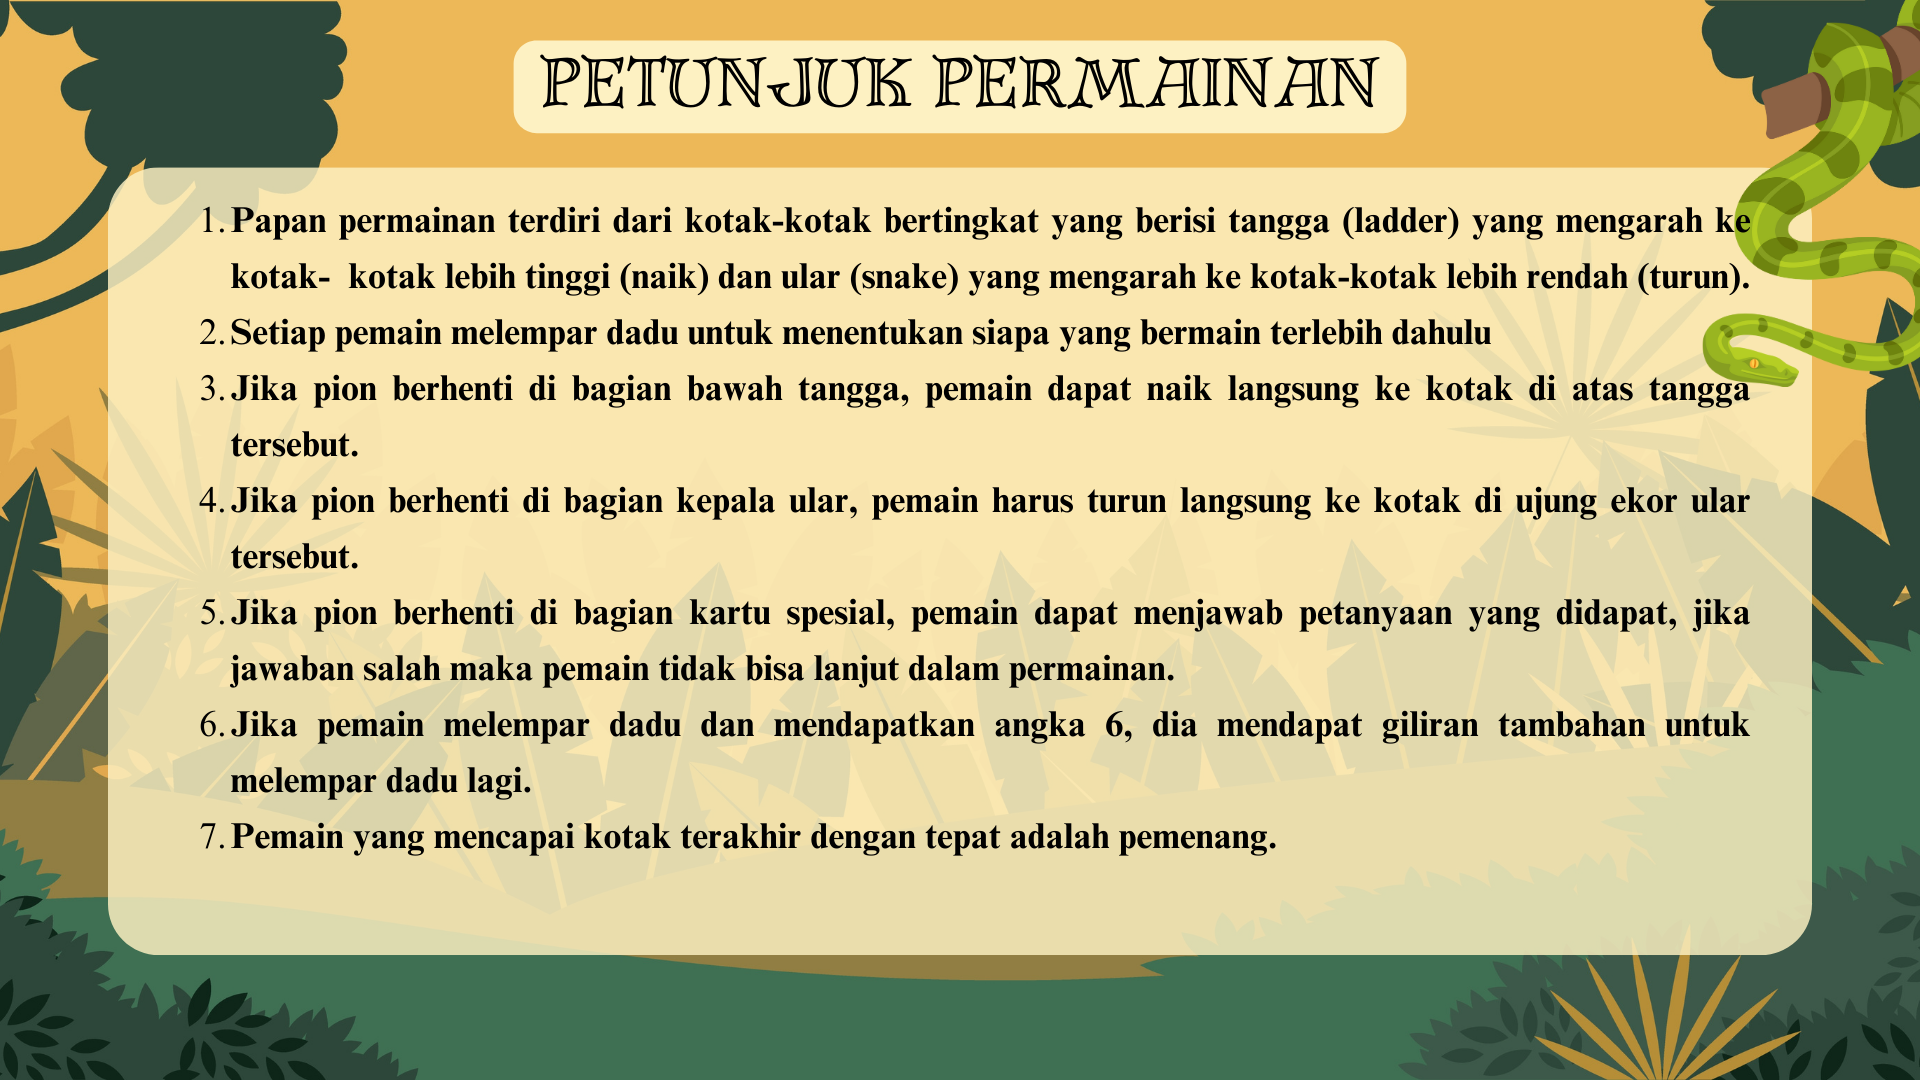 PETUNJUK PERMAINAN
1. Papan permainan terdiri dari kotak-kotak bertingkat yang berisi tangga (ladder) yang mengarah ke
kotak- kotak lebih tinggi (naik) dan ular (snake) yang mengarah ke kotak-kotak lebih rendah (turun).
2. Setiap pemain melempar dadu untuk menentukan siapa yang bermain terlebih dahulu
3. Jika pion berhenti di bagian bawah tangga, pemain dapat naik langsung ke kotak di atas tangga
tersebut.
4. Jika pion berhenti di bagian kepala ular, pemain harus turun langsung ke kotak di ujung ekor ular
tersebut.
5. Jika pion berhenti di bagian kartu spesial, pemain dapat menjawab petanyaan yang didapat, jika
jawaban salah maka pemain tidak bisa lanjut dalam permainan.
6. Jika pemain melempar dadu dan mendapatkan angka 6, dia mendapat giliran tambahan untuk
melempar dadu lagi.
7. Pemain yang mencapai kotak terakhir dengan tepat adalah pemenang.